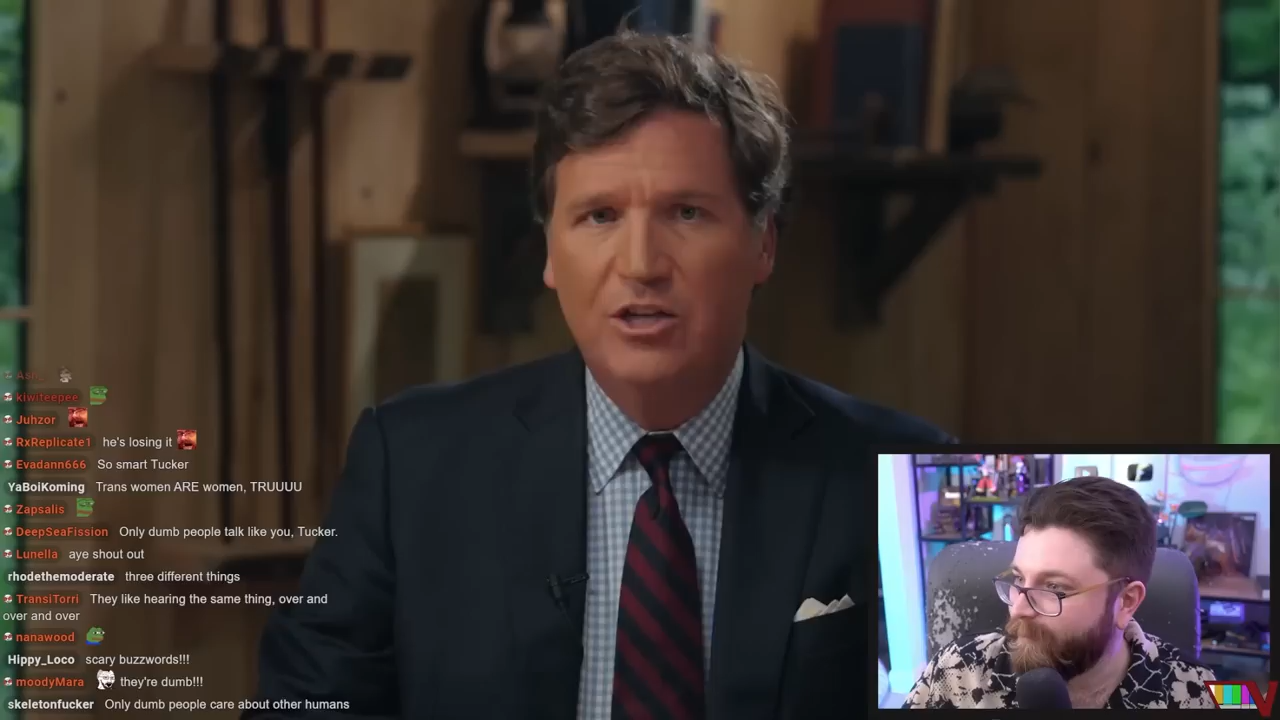 Ash_
kiwiteepee
Juhzor
RxReplicate1 he's losing it
Evadann666 So smart Tucker
YaBoiKoming Trans women ARE women, TRUUUU
Zapsalis
DeepSeaFission Only dumb people talk like you, Tucker.
Lunella aye shout out
rhodethemoderate three different things
TransiTorri They like hearing the same thing, over and
over and over
nanawood
Hippy_Loco scary buzzwords!!!
moodyMara they're dumb!!!
skeletonfucker Only dumb people care about other humans